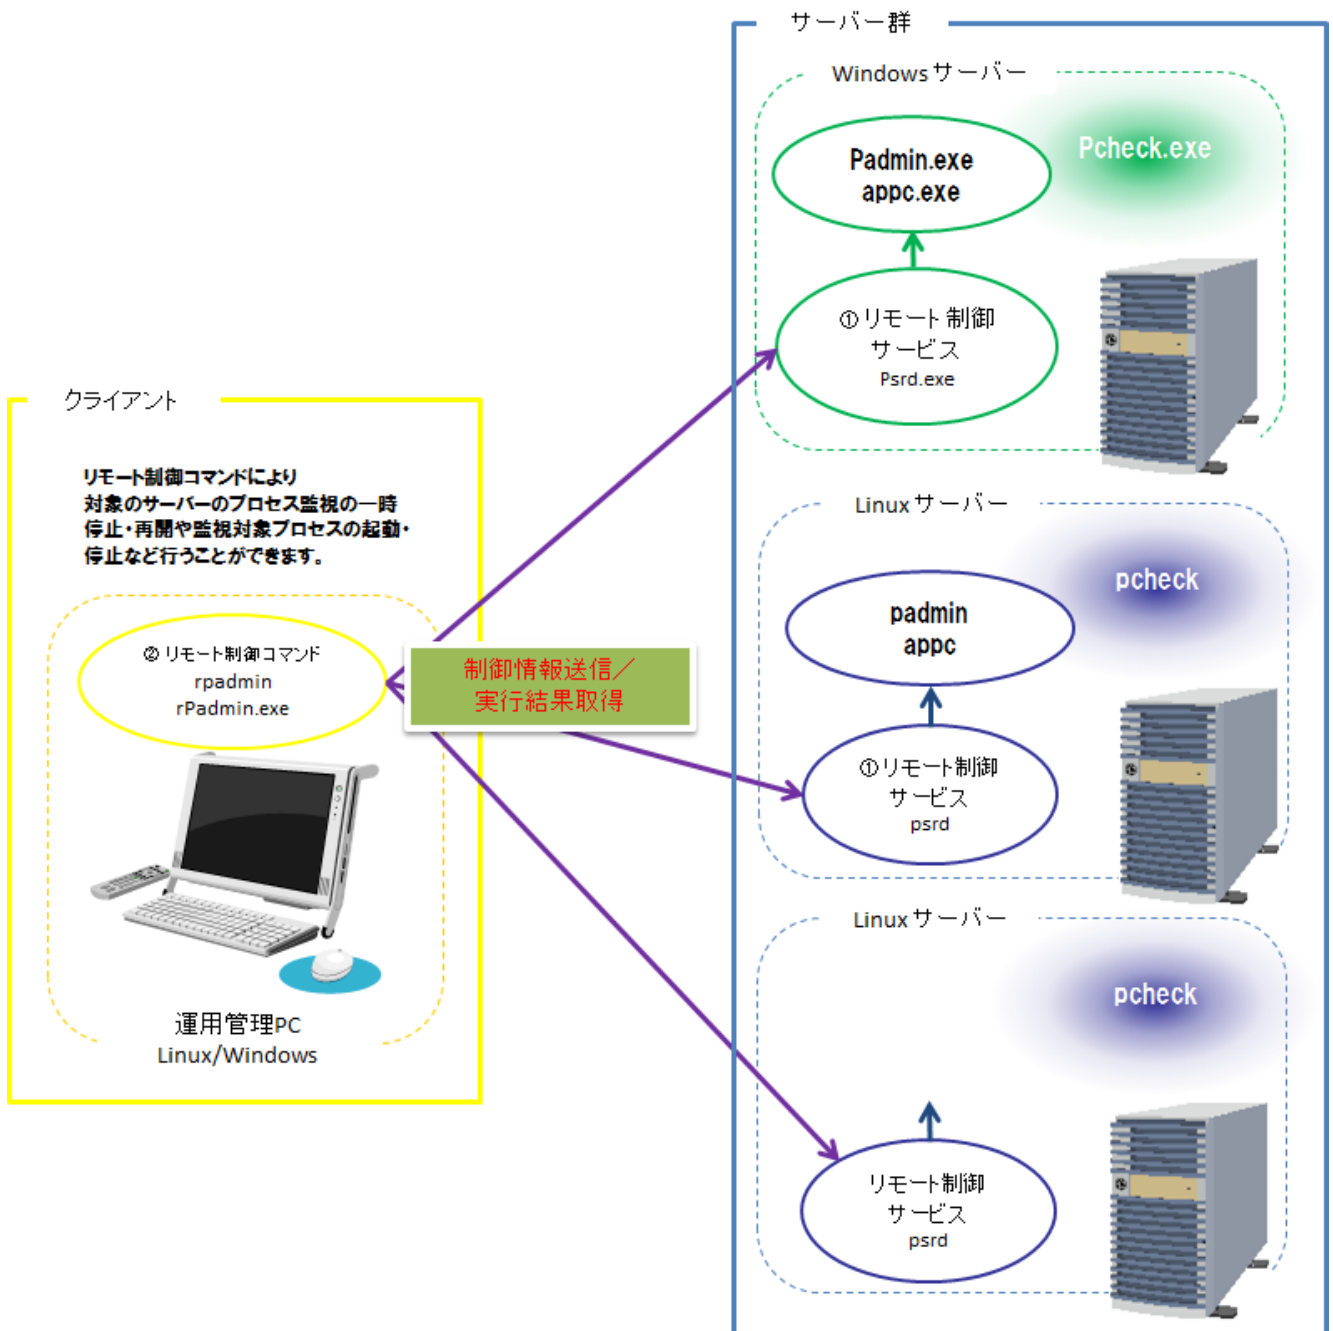 サーバー群
Windows サーバー
Pcheck.exe
Padmin.exe
appc.exe
①リモート制御
サービス
Psrd.exe
クライアント
リモート制御コマンドにより
対象のサーバーのプロセス監視の一時
停止・再開や監視対象プロセスの起動・
停止など行うことができます。
②リモート制御コマンド
rpadmin
rPadmin.exe
制御情報送信／
実行結果取得
運用管理PC
Linux/Windows
Linux サーバー
pcheck
padmin
appc
①リモート制御
サービス
psrd
Linux サーバー
pcheck
リモート制御
サービス
psrd